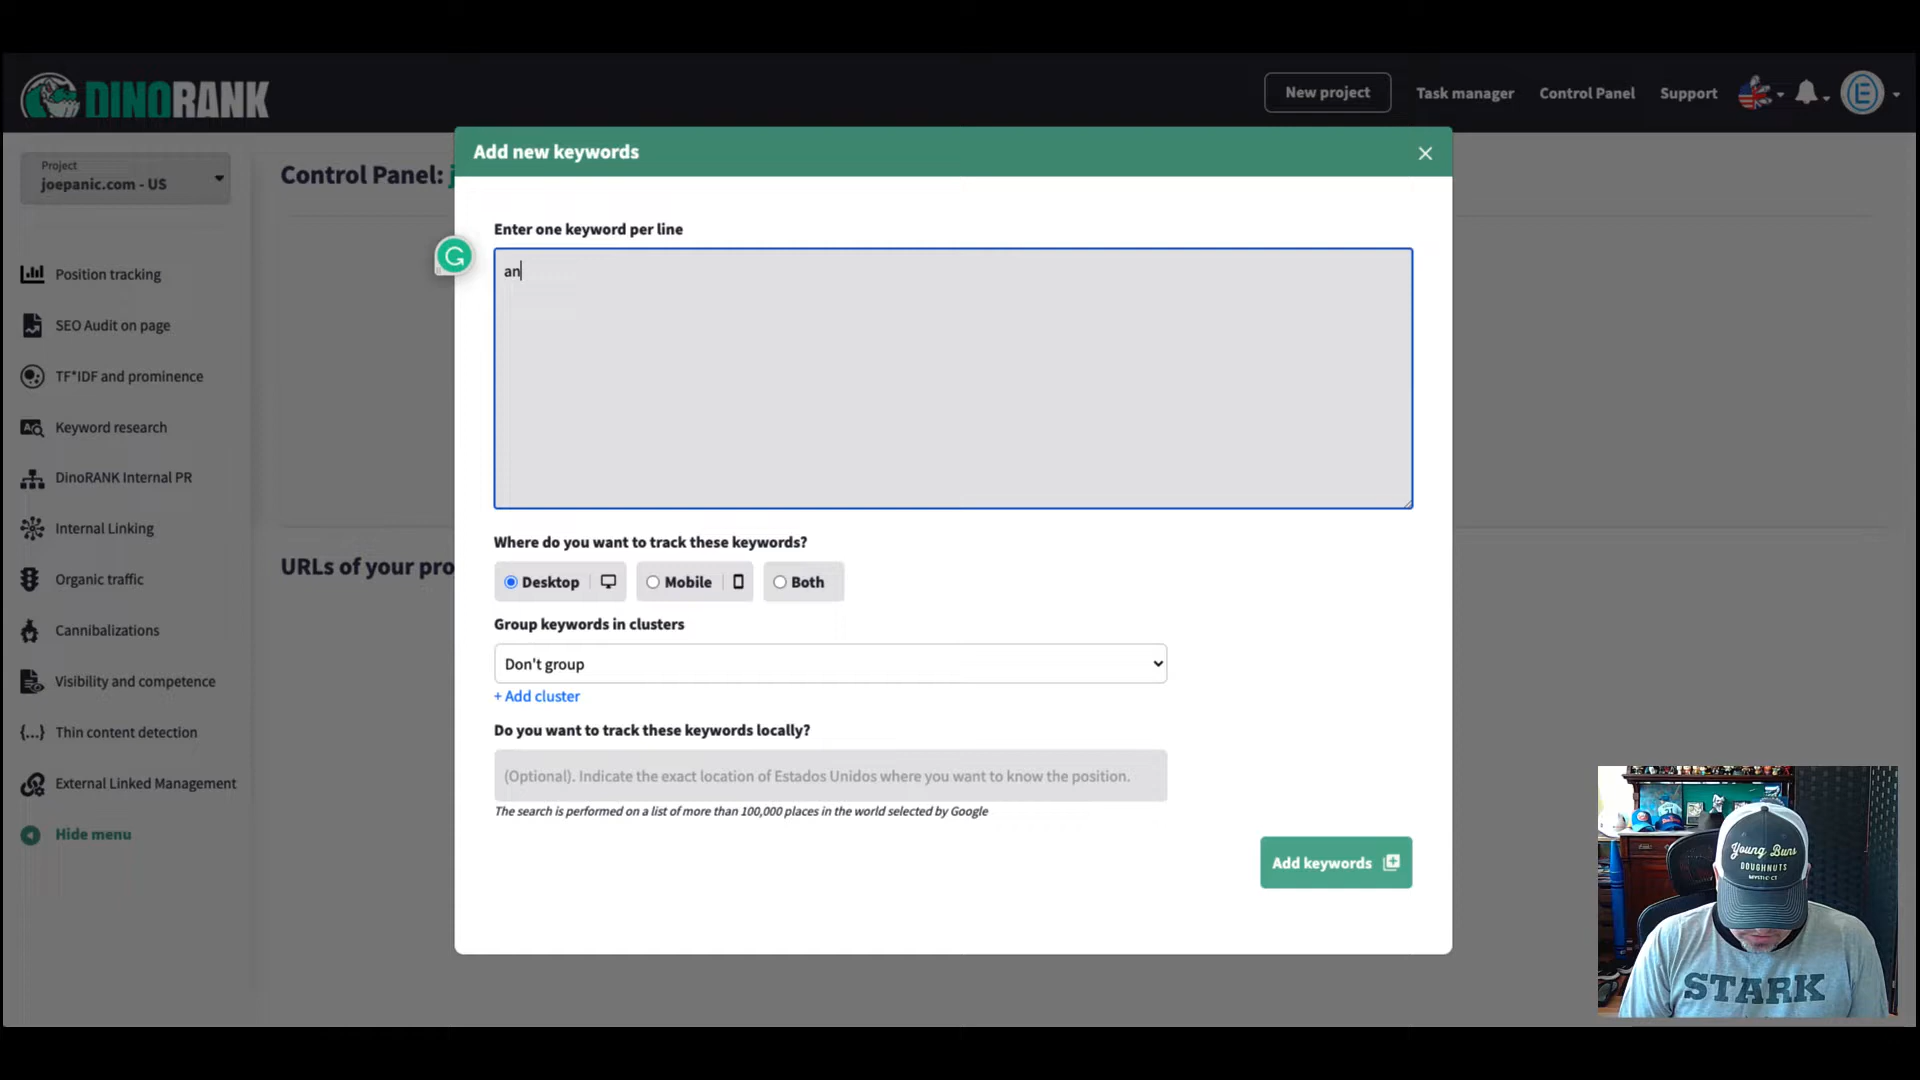 DINORANK
New project
Task manager
Control Panel
Support
Project
joepanic.com - US
Control Panel:
Position tracking
SEO Audit on page
TF*IDF and prominence
Keyword research
DinoRANK Internal PR
Internal Linking
Organic traffic
Cannibalizations
Visibility and competence
Thin content detection
External Linked Management
Hide menu
URLs of your pro
Add new keywords
Enter one keyword per line
an
Where do you want to track these keywords?
Desktop
Mobile
Both
Group keywords in clusters
Don't group
+ Add cluster
Do you want to track these keywords locally?
(Optional). Indicate the exact location of Estados Unidos where you want to know the position.
The search is performed on a list of more than 100,000 places in the world selected by Google
Add keywords
Young Buns
DOUGHNUTS
MYSTIC CT
STARK